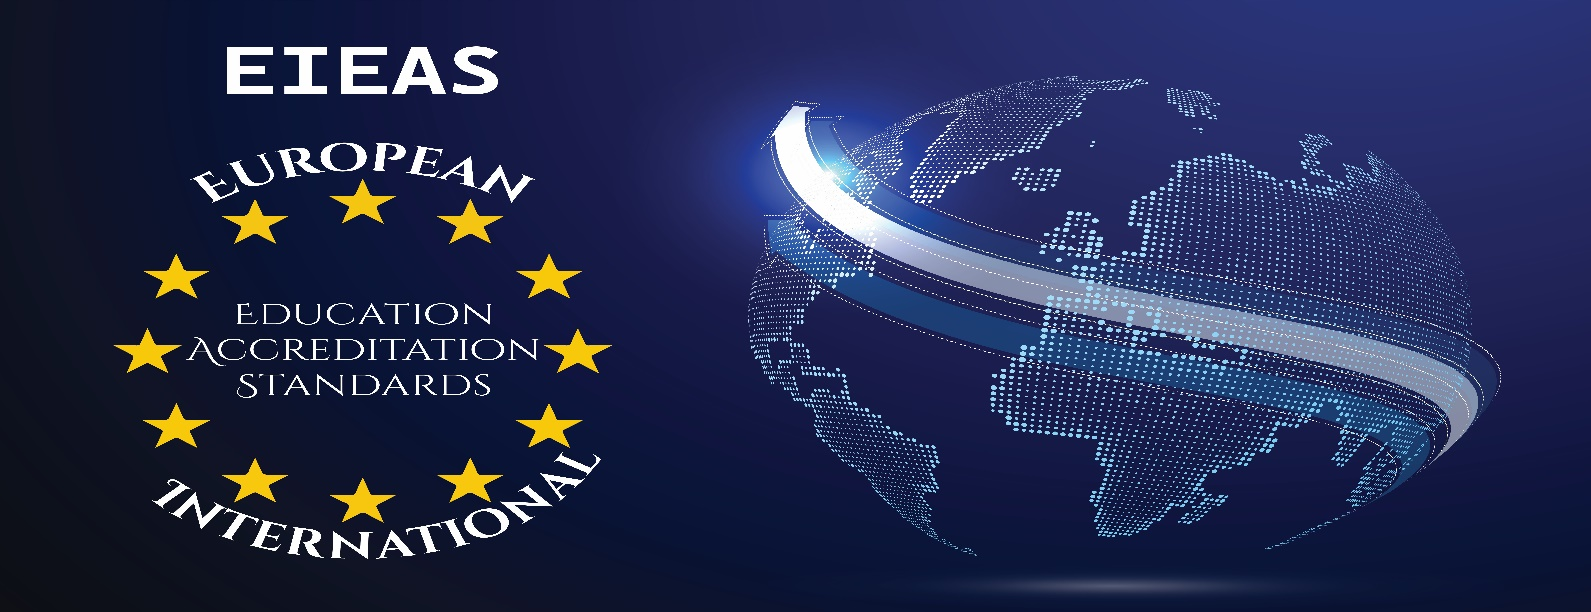 EIEAS
EUROPEAN
EDUCATION
ACCREDITATION
STANDARDS
INTERNATIONAL